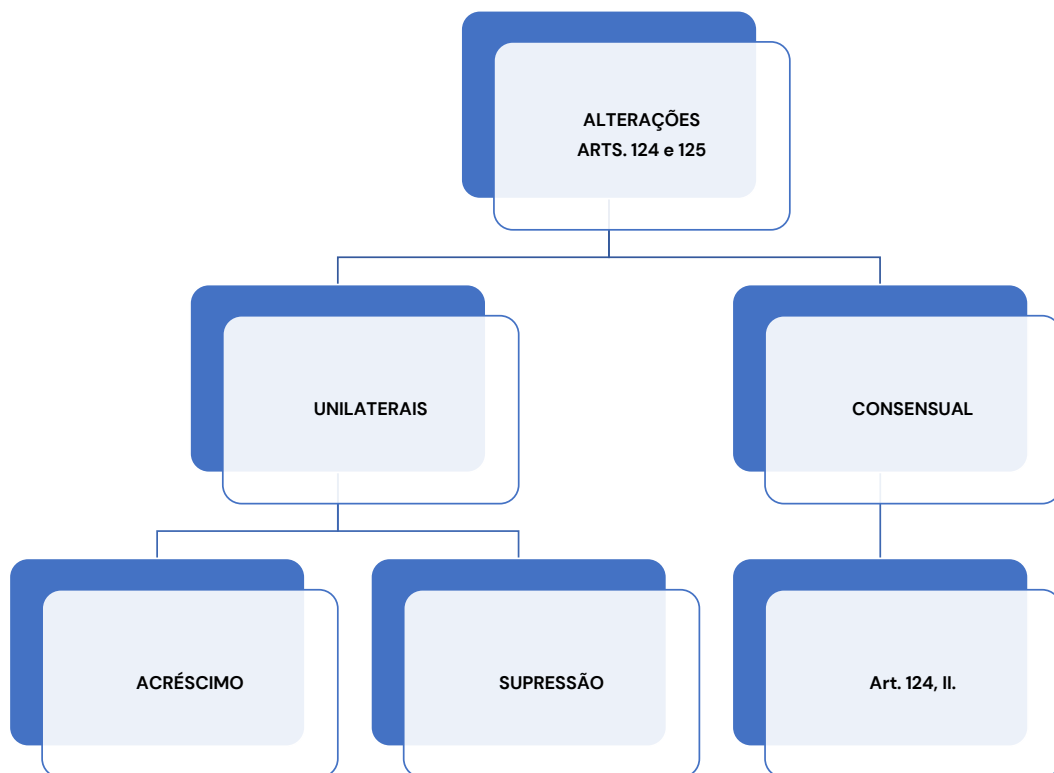 ALTERAÇÕES
ARTS. 124 e 125
UNILATERAIS
CONSENSUAL
ACRÉSCIMO
SUPRESSÃO
Art. 124, II.